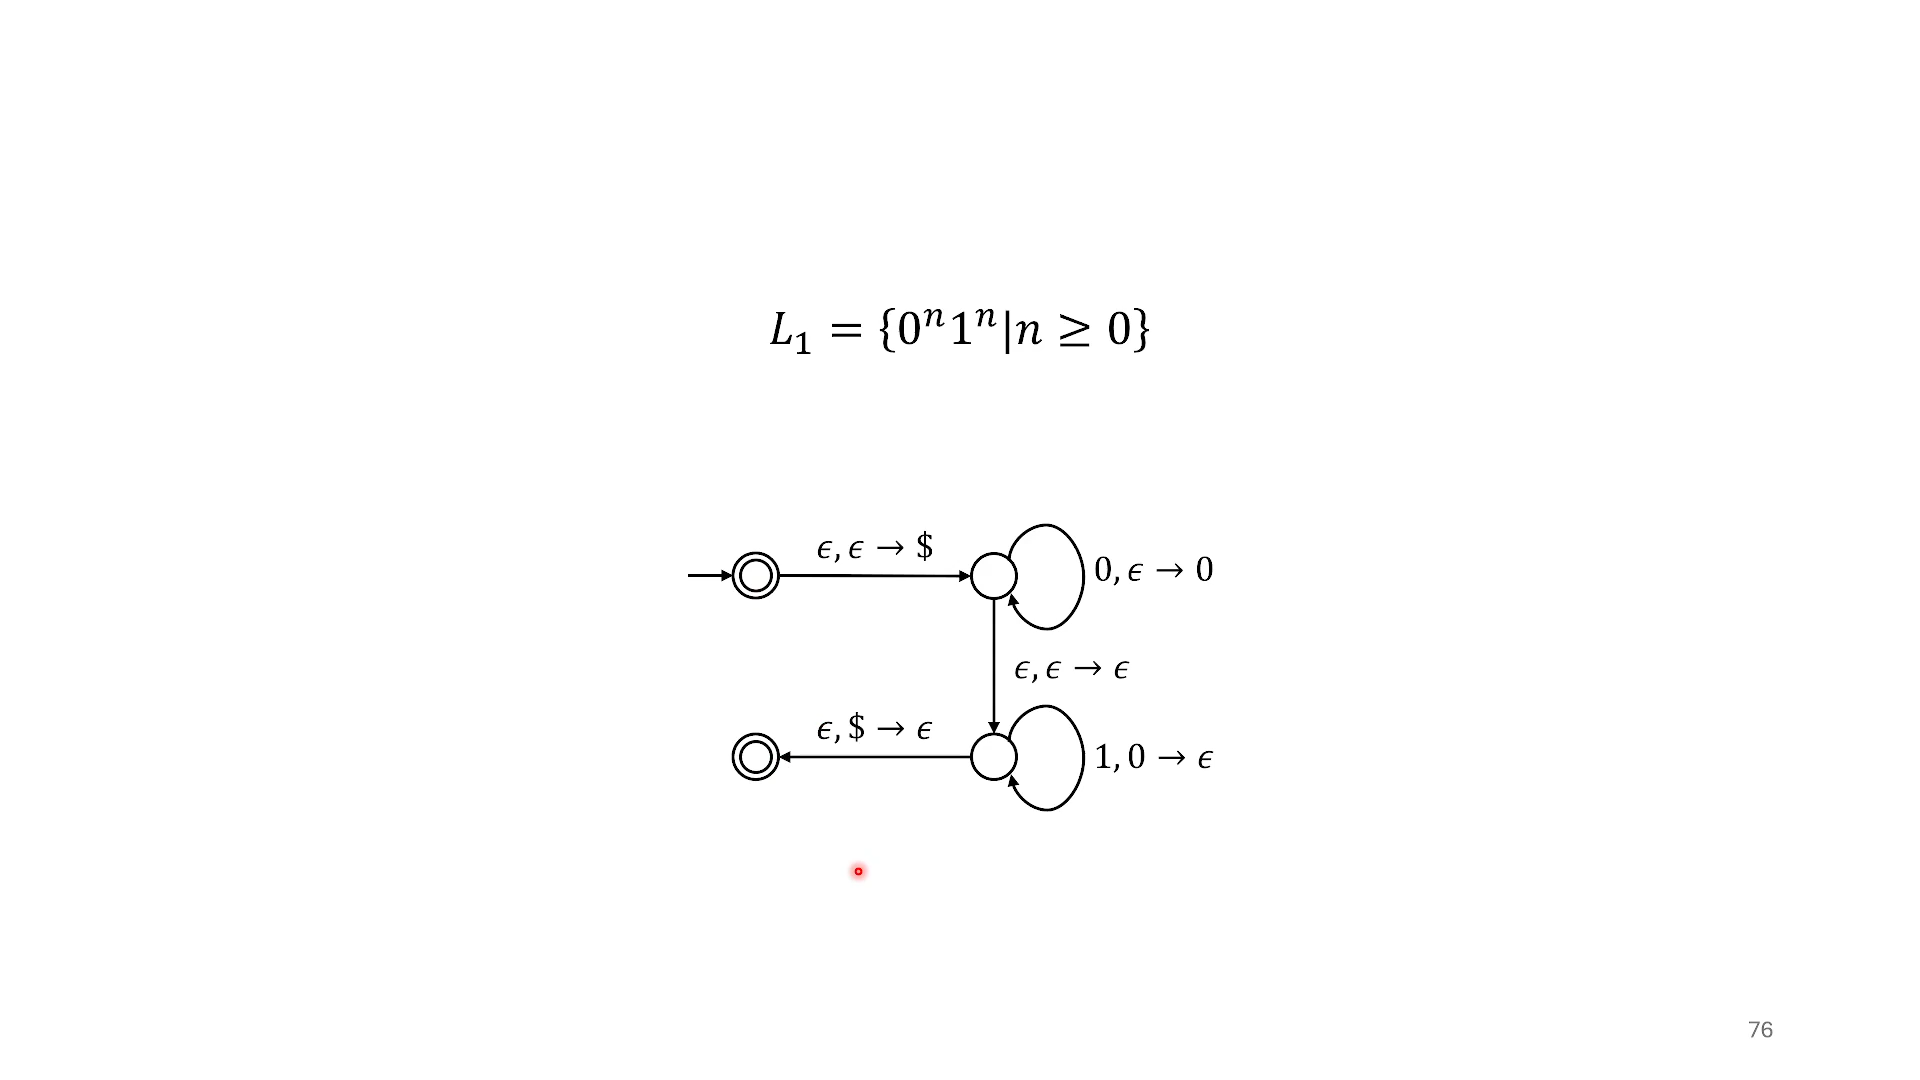 𝐿₁ = {0ⁿ1ⁿ|𝑛 ≥ 0}
𝜖, 𝜖 → $
0, 𝜖 → 0
𝜖, 𝜖 → 𝜖
𝜖, $ → 𝜖
1, 0 → 𝜖
76